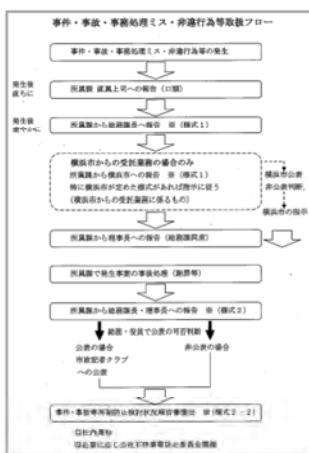 事件・事故・事務処理ミス・非違行為等取扱フロー
事件・事故・事務処理ミス・非違行為等の発生
発生後
直ちに
所属課 直属上司への報告（口頭）
発生後
速やかに
所属課から総務課長へ報告 ※（様式1）
横浜市からの受託業務の場合のみ
所属課から横浜市への報告 ※（様式1）
特に横浜市が定めた様式があれば指示に従う
（横浜市からの受託業務に係るもの）
横浜市公表
非公表判断、
横浜市の指示
所属課から理事長への報告（総務課同席）
所属課で発生事案の事後処理（謝罪等）
所属課から総務課長・理事長への報告 ※（様式2）
総務・役員で公表の可否判断
公表の場合
市政記者クラブ
への公表
非公表の場合
事件・事故等再発防止検討状況報告書提出 ※（様式2－2）
☑社内周知
☑必要に応じ